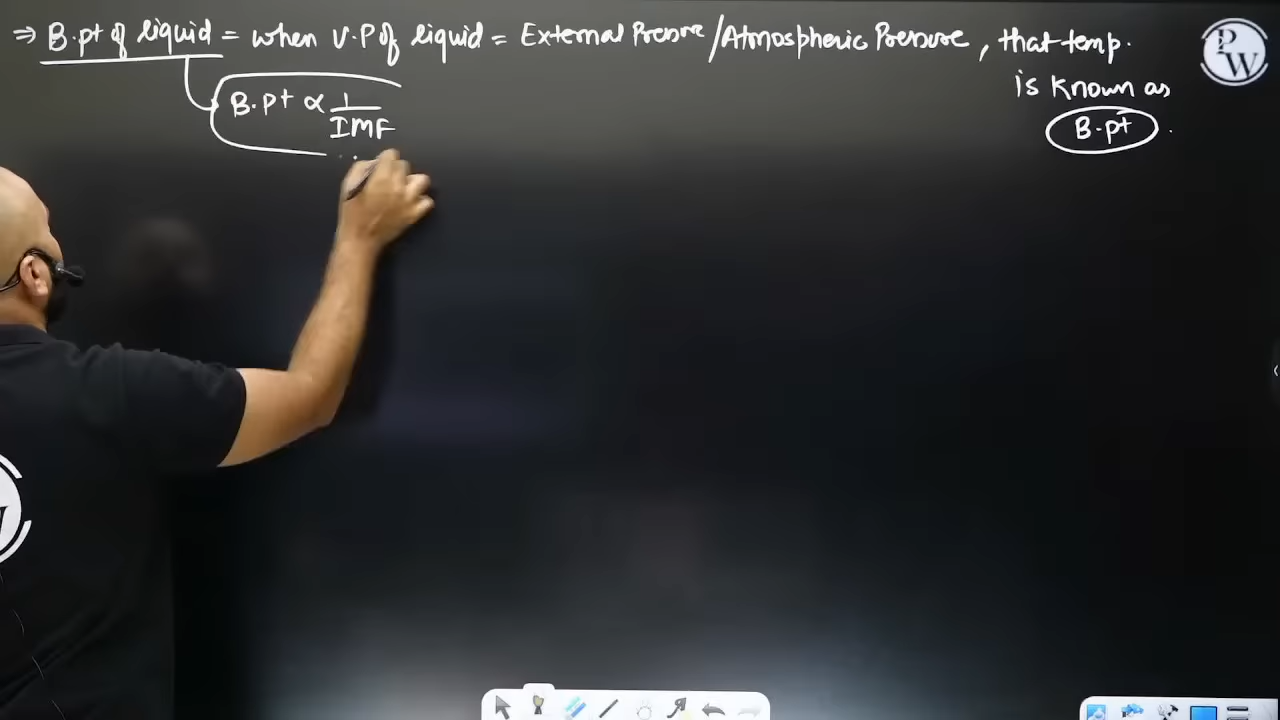 ⇒ B.pt of liquid = when V.P of liquid = External Pressure/Atmospheric Pressure, that temp.
is known as
B.pt.
B.pt ∝ 1/IMF
PW